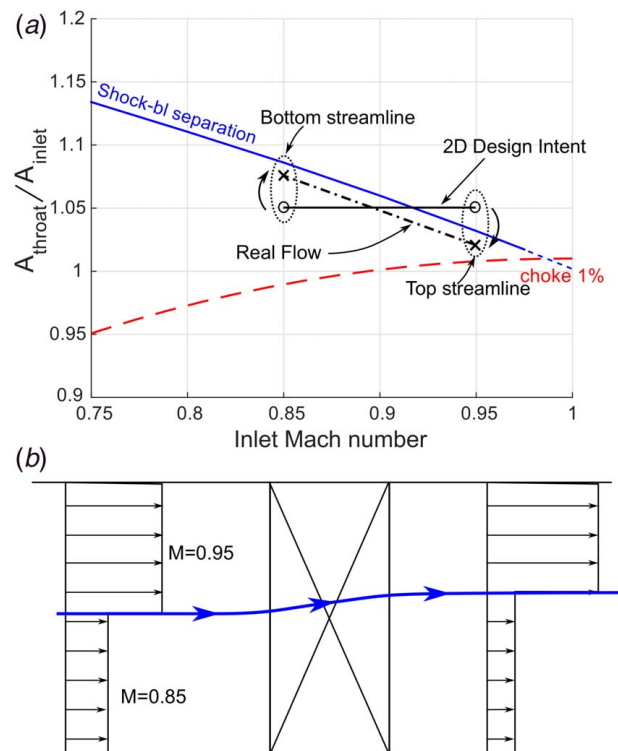 (a)
1.2
1.15
1.1
1.05
1
0.95
0.9
A_throat/A_inlet
Shock-bl separation
Bottom streamline
2D Design Intent
Real Flow
Top streamline
choke 1%
0.75
0.8
0.85
0.9
0.95
1
Inlet Mach number
(b)
M=0.95
M=0.85